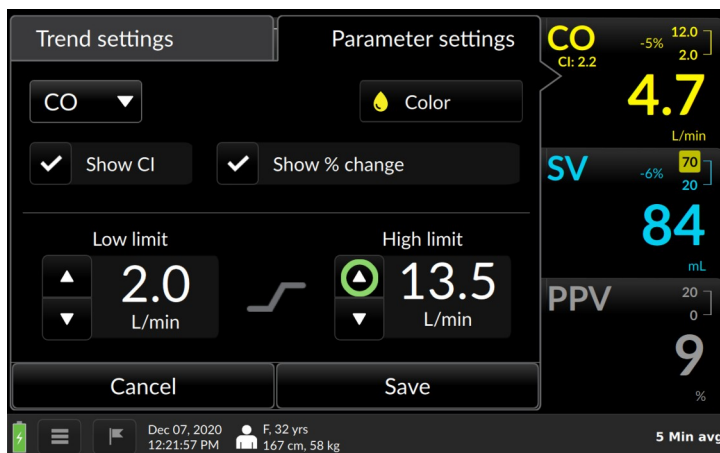 Trend settings
Parameter settings
CO
Color
Show CI
Show % change
Low limit
2.0
L/min
High limit
13.5
L/min
Cancel
Save
CO
CI: 2.2
-5%
12.0
2.0
4.7
L/min
SV
-6%
70
20
84
mL
PPV
20
0
9
%
Dec 07, 2020
12:21:57 PM
F, 32 yrs
167 cm, 58 kg
5 Min avg